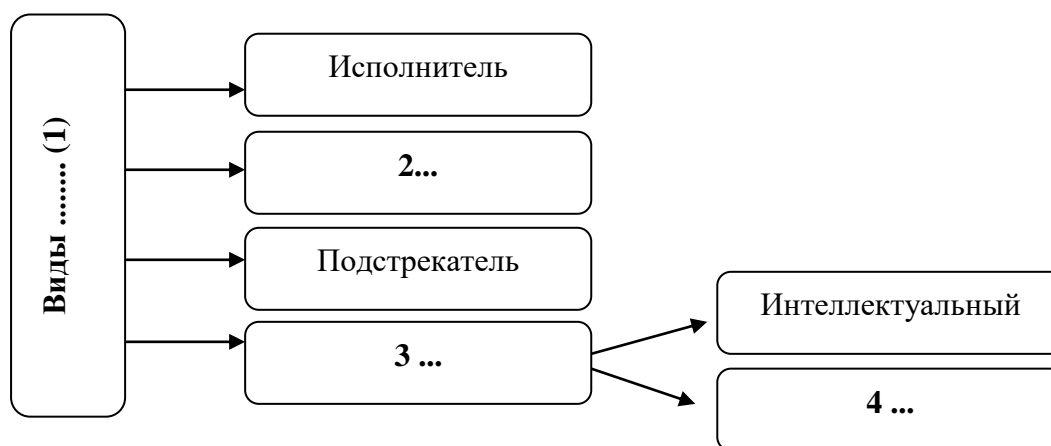 Виды ........ (1)
Исполнитель
2...
Подстрекатель
3 ...
Интеллектуальный
4 ...